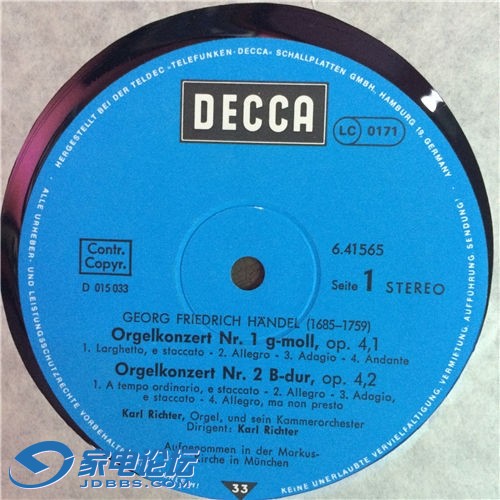 HERGESTELLT BEI DER TELDEC »TELEFUNKEN-DECCA« SCHALLPLATTEN GMBH., HAMBURG 19, GERMANY
DECCA
LC 0171
Contr.
Copyr.
D 015 033
6.41565
Seite 1 STEREO
GEORG FRIEDRICH HÄNDEL (1685-1759)
Orgelkonzert Nr. 1 g-moll, op. 4,1
1. Larghetto, e staccato - 2. Allegro - 3. Adagio - 4. Andante
Orgelkonzert Nr. 2 B-dur, op. 4,2
1. A tempo ordinario, e staccato - 2. Allegro - 3. Adagio,
e staccato - 4. Allegro, ma non presto
Karl Richter, Orgel, und sein Kammerorchester
Dirigent: Karl Richter
Aufgenommen in der Markus-
kirche in München
33
ALLE URHEBER- UND LEISTUNGSSCHUTZRECHTE VORBEHALTEN
KEINE UNERLAUBTE VERVIELFÄLTIGUNG, VERMIETUNG, AUFFÜHRUNG, SENDUNG!
家电论坛
JDBBS.COM